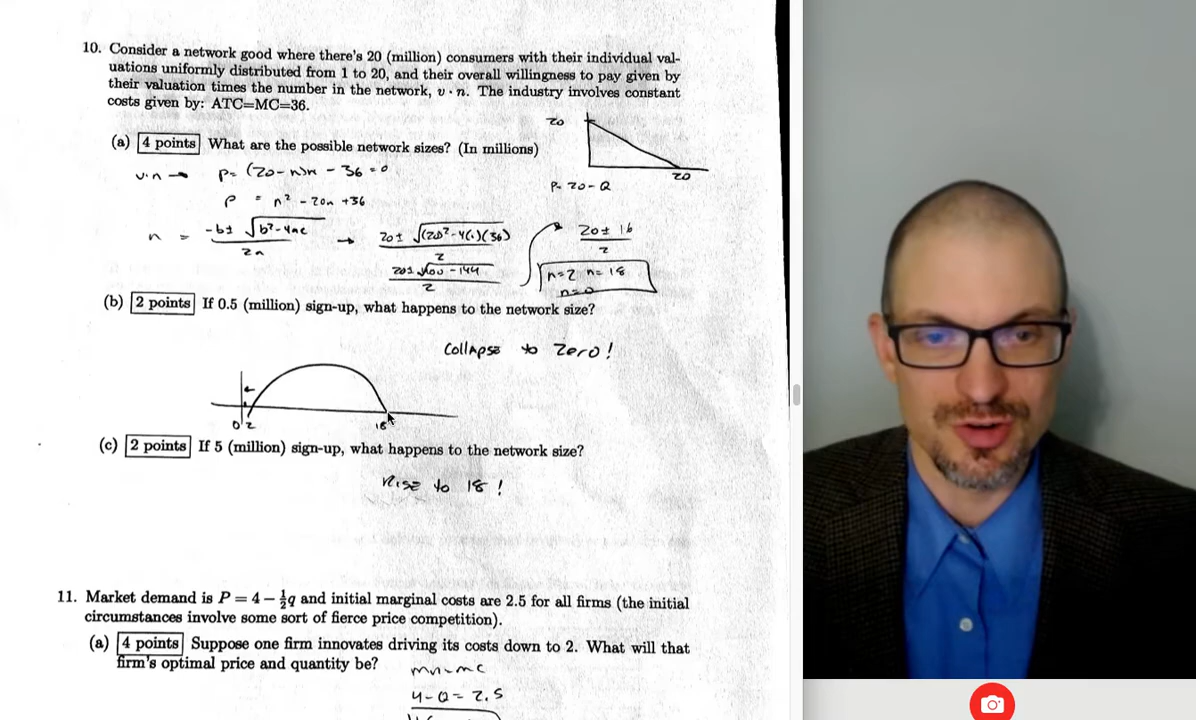 10. Consider a network good where there's 20 (million) consumers with their individual val-
uations uniformly distributed from 1 to 20, and their overall willingness to pay given by
their valuation times the number in the network, v · n. The industry involves constant
costs given by: ATC=MC=36.
20
20
P= 20-Q
(a) 4 points What are the possible network sizes? (In millions)
v·n → P= (20-n)n - 36 = 0
P = n² - 20n + 36
n = -b± √b²-4ac / 2a → 20± √(20²-4(1)(36) / 2
20± √400 - 144 / 2
20± 16 / 2
n=2 n= 18
n=0
(b) 2 points If 0.5 (million) sign-up, what happens to the network size?
Collapse to Zero!
0 2 18
(c) 2 points If 5 (million) sign-up, what happens to the network size?
Rise to 18 !
11. Market demand is P = 4 − ½q and initial marginal costs are 2.5 for all firms (the initial
circumstances involve some sort of fierce price competition).
(a) 4 points Suppose one firm innovates driving its costs down to 2. What will that
firm's optimal price and quantity be?
4-Q = 2.5